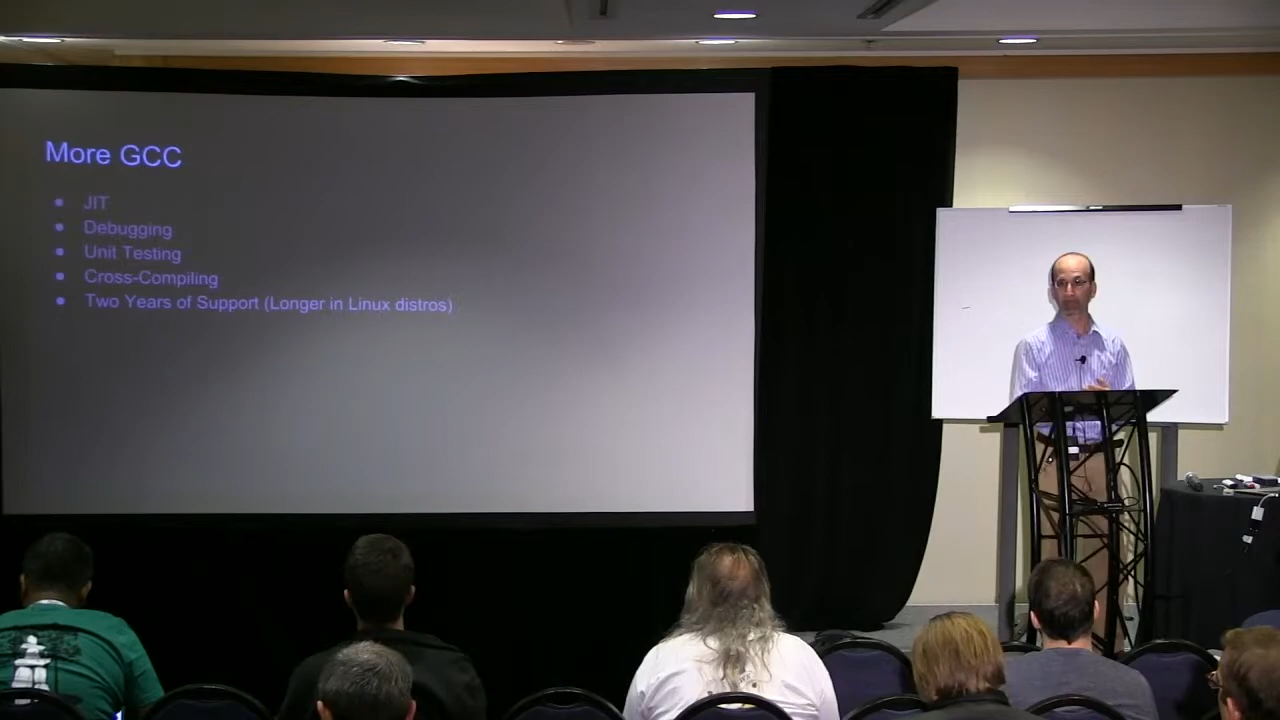 More GCC
JIT
Debugging
Unit Testing
Cross-Compiling
Two Years of Support (Longer in Linux distros)